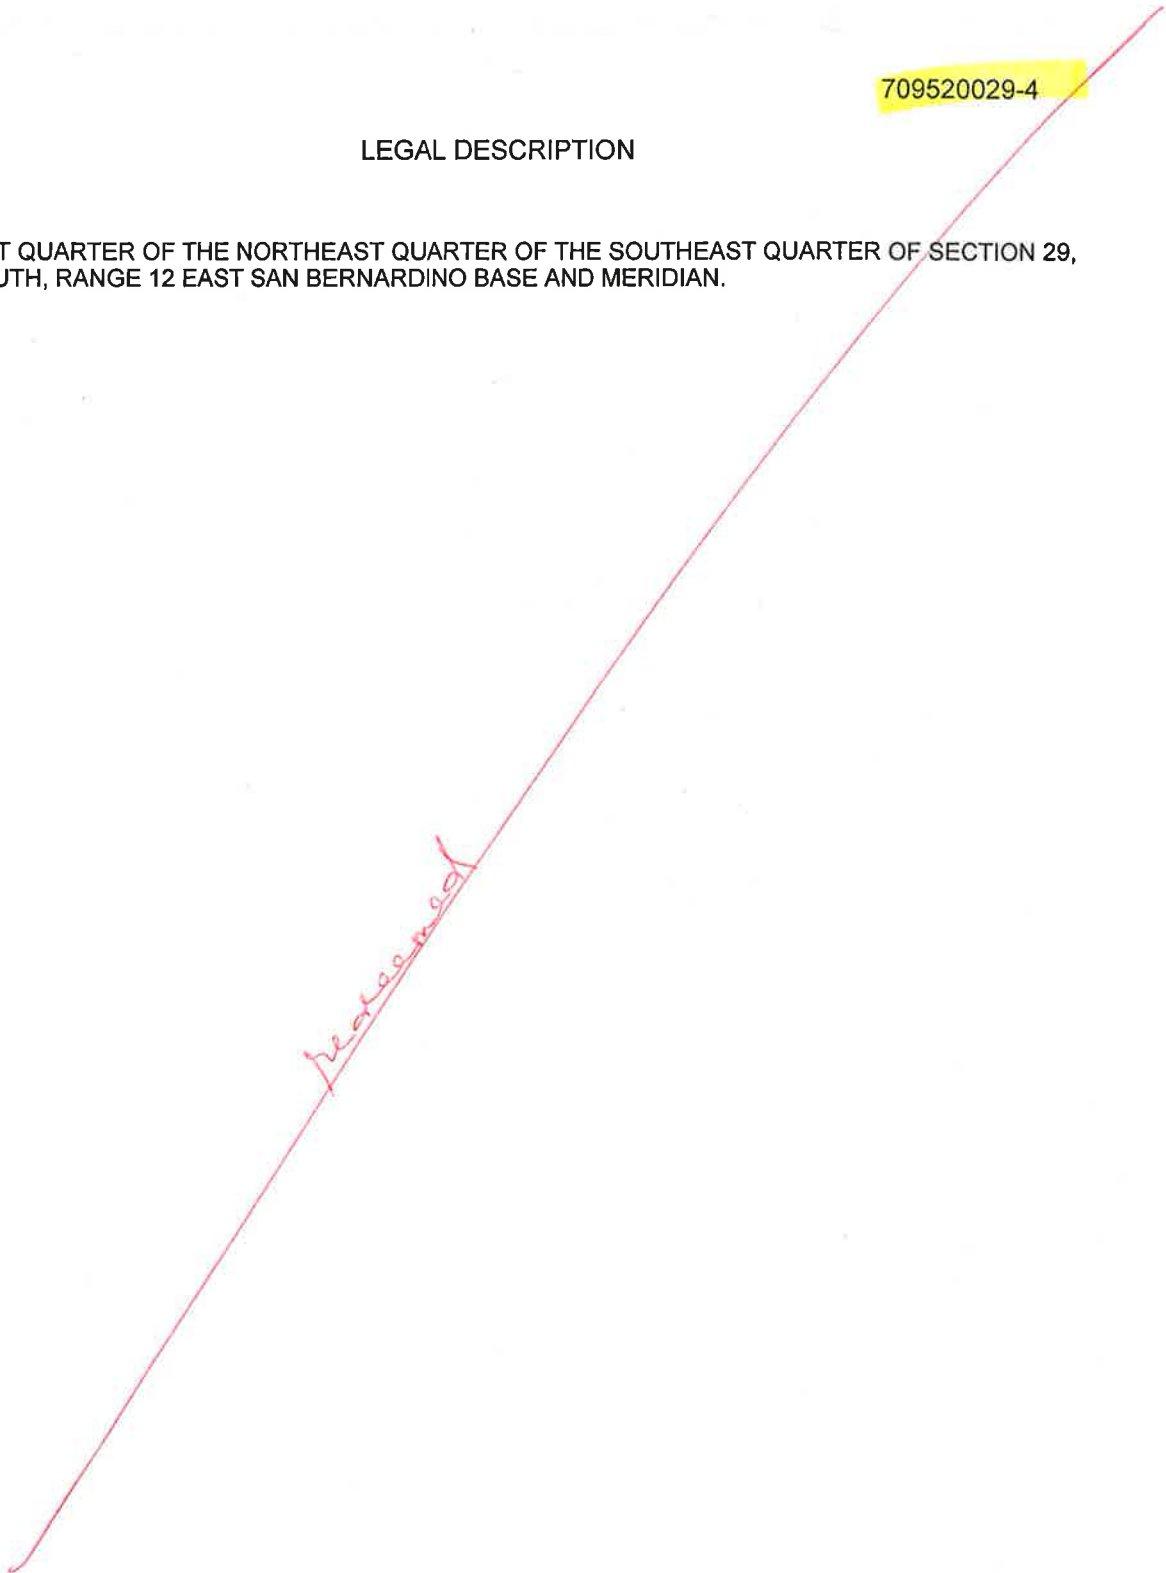 709520029-4
LEGAL DESCRIPTION
T QUARTER OF THE NORTHEAST QUARTER OF THE SOUTHEAST QUARTER OF SECTION 29,
UTH, RANGE 12 EAST SAN BERNARDINO BASE AND MERIDIAN.
redeemed